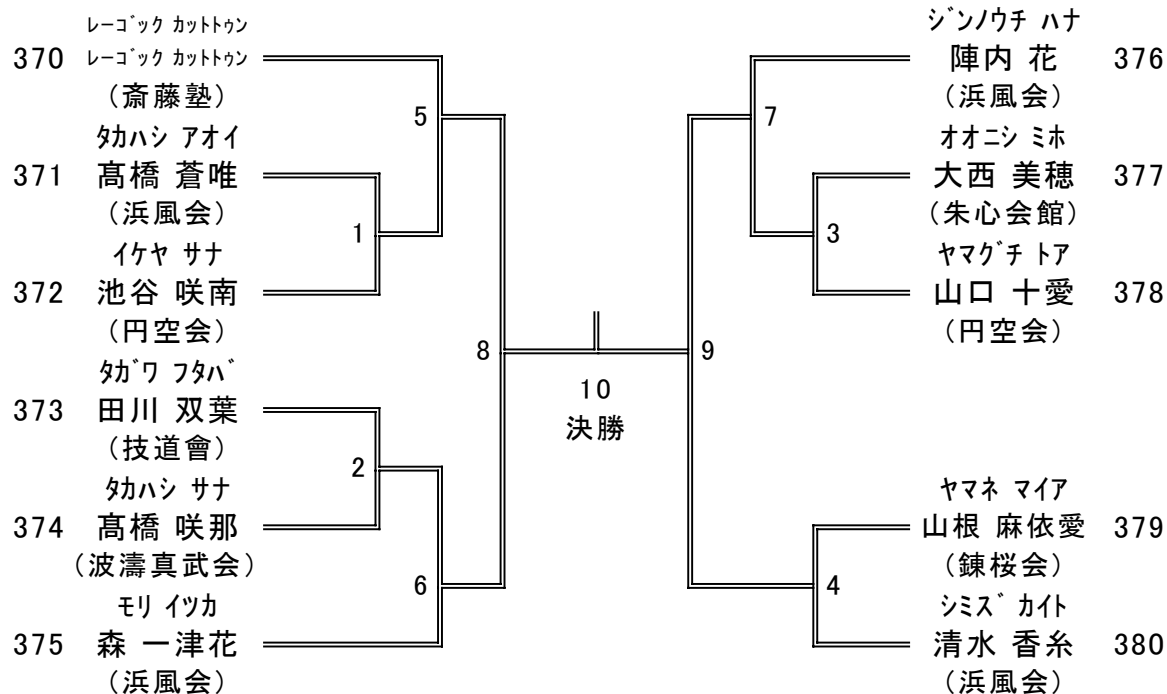 レーゴック カットトゥン
370 レーゴック カットトゥン
（斎藤塾）
タカハシ アオイ
371 髙橋 蒼唯
（浜風会）
イケヤ サナ
372 池谷 咲南
（円空会）
タガワ フタバ
373 田川 双葉
（技道會）
タカハシ サナ
374 髙橋 咲那
（波濤真武会）
モリ イツカ
375 森 一津花
（浜風会）
5
1
2
6
8
10
決勝
9
7
3
4
ジンノウチ ハナ
陣内 花 376
（浜風会）
オオニシ ミホ
大西 美穂 377
（朱心会館）
ヤマグチ トア
山口 十愛 378
（円空会）
ヤマネ マイア
山根 麻依愛 379
（錬桜会）
シミズ カイト
清水 香糸 380
（浜風会）